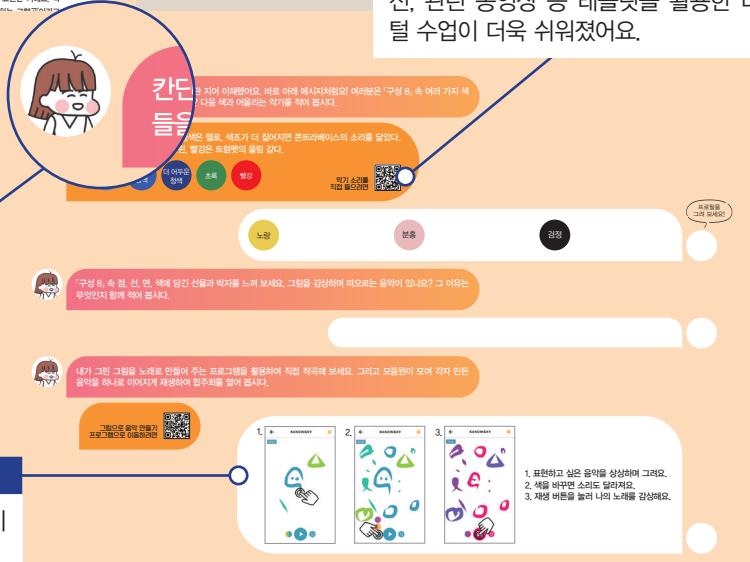 선, 관련 동영상 등 태블릿을 활용한 디
털 수업이 더욱 쉬워졌어요.
칸딘
들을
지어 이해했어요. 바로 아래 메시지처럼요! 여러분은 「구성 8」 속 여러 가지 색
? 다음 색과 어울리는 악기를 적어 봅시다.
색은 첼로, 색조가 더 짙어지면 콘트라베이스의 소리를 닮았다.
빨강은 트럼펫의 울림 같다.
더 어두운
청색
초록
빨강
악기 소리를
직접 들으려면
프로필을
그려 보세요!
노랑
분홍
검정
「구성 8」 속 점, 선, 면, 색에 담긴 선율과 박자를 느껴 보세요. 그림을 감상하며 떠오르는 음악이 있나요? 그 이유는
무엇인지 함께 적어 봅시다.
내가 그린 그림을 노래로 만들어 주는 프로그램을 활용하여 직접 작곡해 보세요. 그리고 모둠원이 모여 각자 만든
음악을 하나로 이어지게 재생하여 합주회를 열어 봅시다.
그림으로 음악 만들기
프로그램으로 이동하려면
1.
KANDINSKY
2.
KANDINSKY
3.
KANDINSKY
1. 표현하고 싶은 음악을 상상하며 그려요.
2. 색을 바꾸면 소리도 달라져요.
3. 재생 버튼을 눌러 나의 노래를 감상해요.